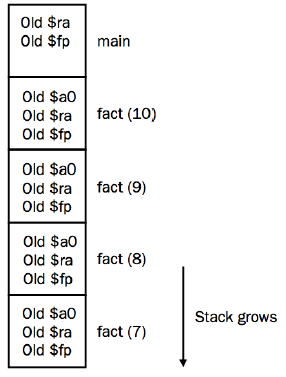 Old $ra
Old $fp
main
Old $a0
Old $ra
Old $fp
fact (10)
Old $a0
Old $ra
Old $fp
fact (9)
Old $a0
Old $ra
Old $fp
fact (8)
Old $a0
Old $ra
Old $fp
fact (7)
Stack grows